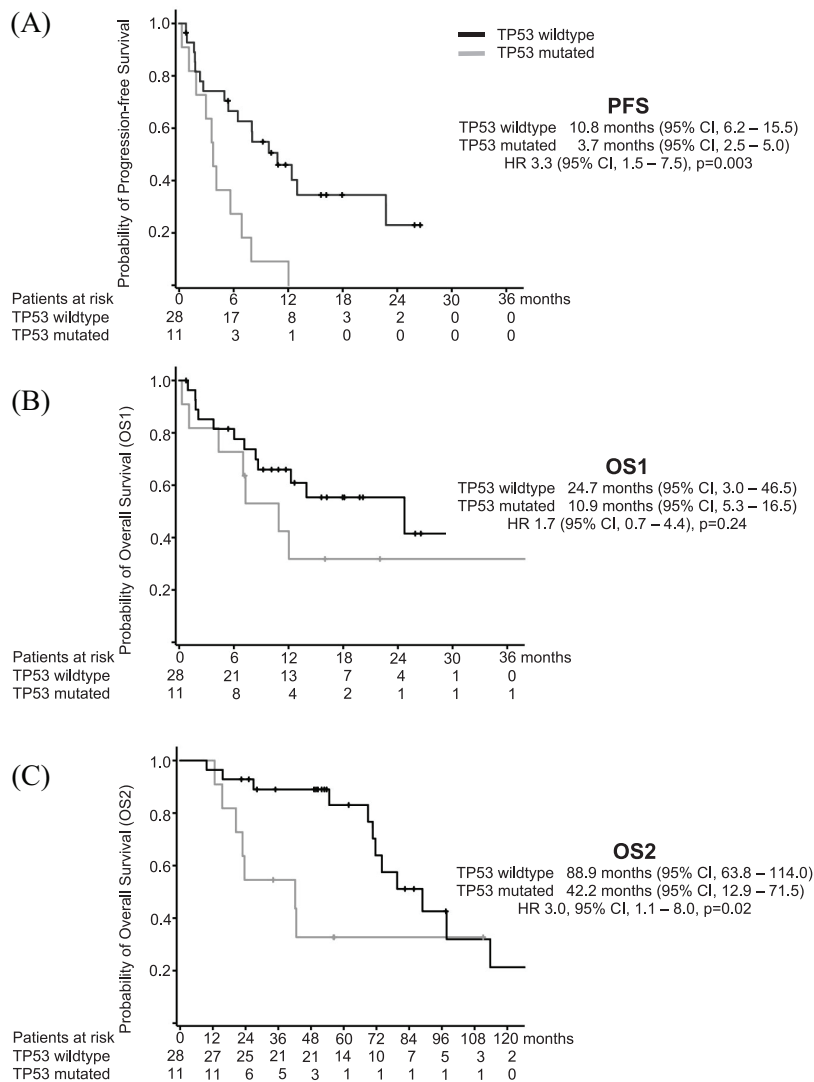 (A)
TP53 wildtype
TP53 mutated
PFS
TP53 wildtype 10.8 months (95% CI, 6.2 – 15.5)
TP53 mutated 3.7 months (95% CI, 2.5 – 5.0)
HR 3.3 (95% CI, 1.5 – 7.5), p=0.003
Probability of Progression-free Survival
1.0
0.8
0.6
0.4
0.2
Patients at risk 0 6 12 18 24 30 36 months
TP53 wildtype 28 17 8 3 2 0 0
TP53 mutated 11 3 1 0 0 0 0
(B)
OS1
TP53 wildtype 24.7 months (95% CI, 3.0 – 46.5)
TP53 mutated 10.9 months (95% CI, 5.3 – 16.5)
HR 1.7 (95% CI, 0.7 – 4.4), p=0.24
Probability of Overall Survival (OS1)
1.0
0.8
0.6
0.4
0.2
Patients at risk 0 6 12 18 24 30 36 months
TP53 wildtype 28 21 13 7 4 1 0
TP53 mutated 11 8 4 2 1 1 1
(C)
OS2
TP53 wildtype 88.9 months (95% CI, 63.8 – 114.0)
TP53 mutated 42.2 months (95% CI, 12.9 – 71.5)
HR 3.0, 95% CI, 1.1 – 8.0, p=0.02
Probability of Overall Survival (OS2)
1.0
0.8
0.6
0.4
0.2
Patients at risk 0 12 24 36 48 60 72 84 96 108 120 months
TP53 wildtype 28 27 25 21 21 14 10 7 5 3 2
TP53 mutated 11 11 6 5 3 1 1 1 1 1 0